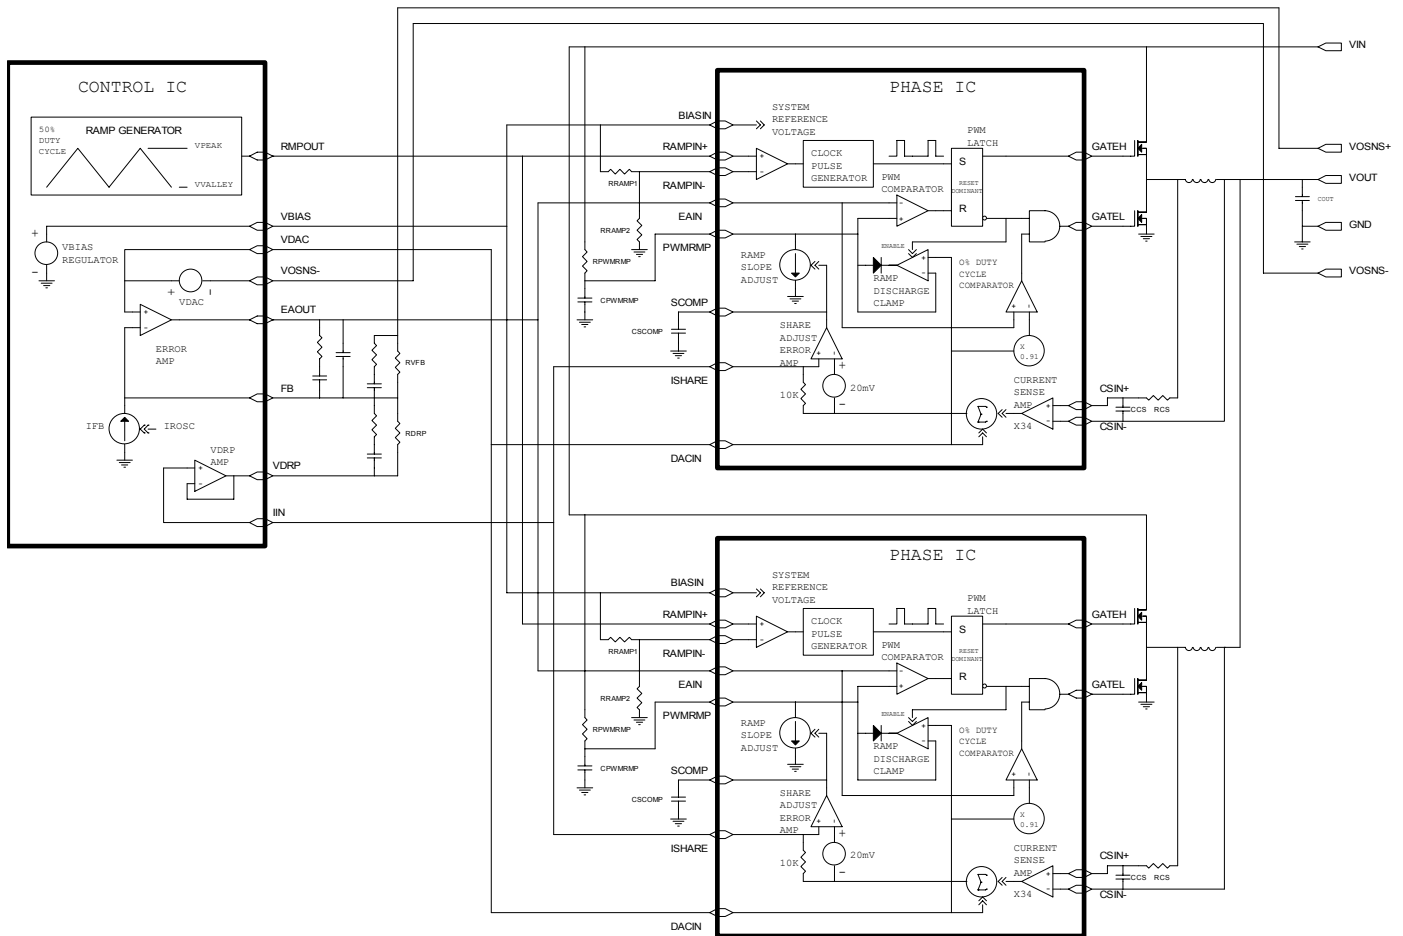 CONTROL IC
50%
DUTY
CYCLE
RAMP GENERATOR
VPEAK
VVALLEY
RMPOUT
VBIAS
VBIAS
REGULATOR
+
−
VDAC
VOSNS-
+ −
VDAC
EAOUT
+
−
ERROR
AMP
FB
IFB
IROSC
VDRP
AMP
+
−
VDRP
IIN
RVFB
RDRP
VIN
VOSNS+
VOUT
COUT
GND
VOSNS-
PHASE IC
BIASIN
SYSTEM
REFERENCE
VOLTAGE
RAMPIN+
RRAMP1
RAMPIN-
+
−
CLOCK
PULSE
GENERATOR
PWM
LATCH
S
RESET
DOMINANT
R
PWM
COMPARATOR
−
+
GATEH
EAIN
RRAMP2
PWMRMP
GATEL
RPWMRMP
CPWMRMP
RAMP
SLOPE
ADJUST
ENABLE
+
−
RAMP
DISCHARGE
CLAMP
0% DUTY
CYCLE
COMPARATOR
+ −
SCOMP
CSCOMP
SHARE
ADJUST
ERROR
AMP
+ −
X
0.91
ISHARE
10K
+
20mV
−
Σ
CURRENT
SENSE
AMP
X34
+
−
CSIN+
CCS RCS
CSIN-
DACIN
PHASE IC
BIASIN
SYSTEM
REFERENCE
VOLTAGE
RAMPIN+
RRAMP1
RAMPIN-
+
−
CLOCK
PULSE
GENERATOR
PWM
LATCH
S
RESET
DOMINANT
R
PWM
COMPARATOR
−
+
GATEH
EAIN
RRAMP2
PWMRMP
GATEL
RPWMRMP
CPWMRMP
RAMP
SLOPE
ADJUST
ENABLE
+
−
RAMP
DISCHARGE
CLAMP
0% DUTY
CYCLE
COMPARATOR
+ −
SCOMP
CSCOMP
SHARE
ADJUST
ERROR
AMP
+ −
X
0.91
ISHARE
10K
+
20mV
−
Σ
CURRENT
SENSE
AMP
X34
+
−
CSIN+
CCS RCS
CSIN-
DACIN